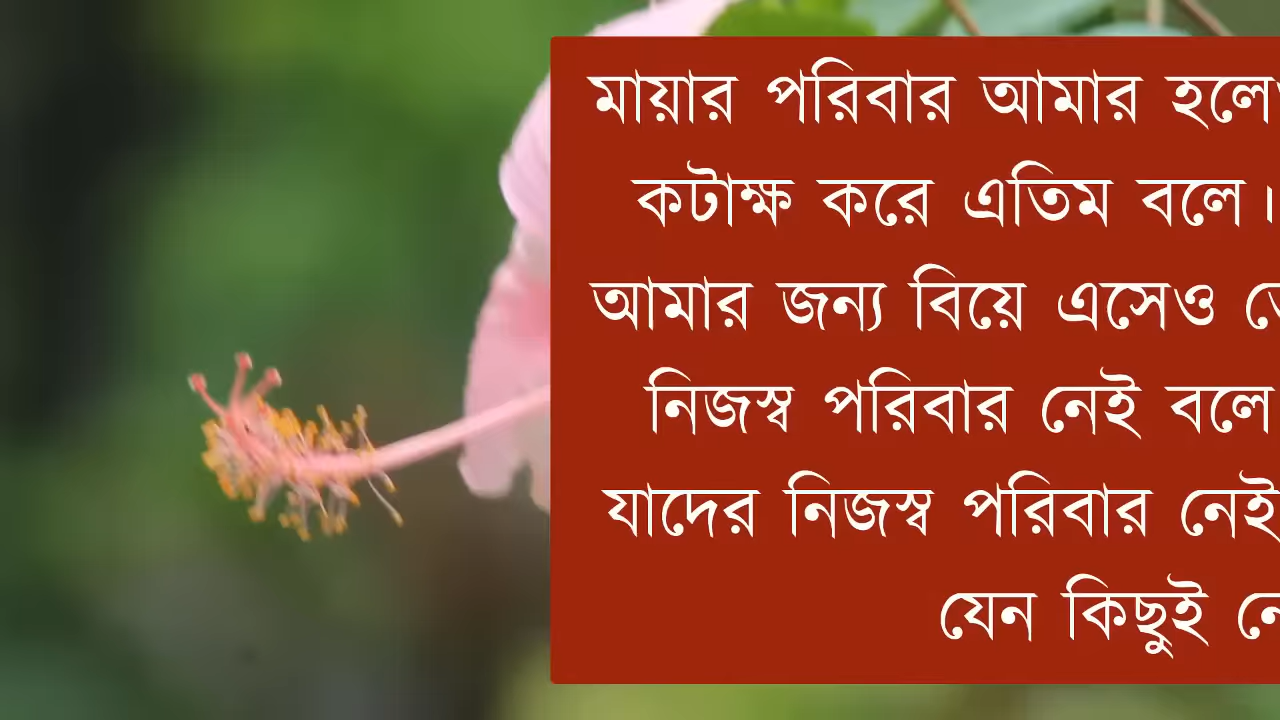 মায়ার পরিবার আমার হলে
কটাক্ষ করে এতিম বলে।
আমার জন্য বিয়ে এসেও
নিজস্ব পরিবার নেই বলে
যাদের নিজস্ব পরিবার নেই
যেন কিছুই